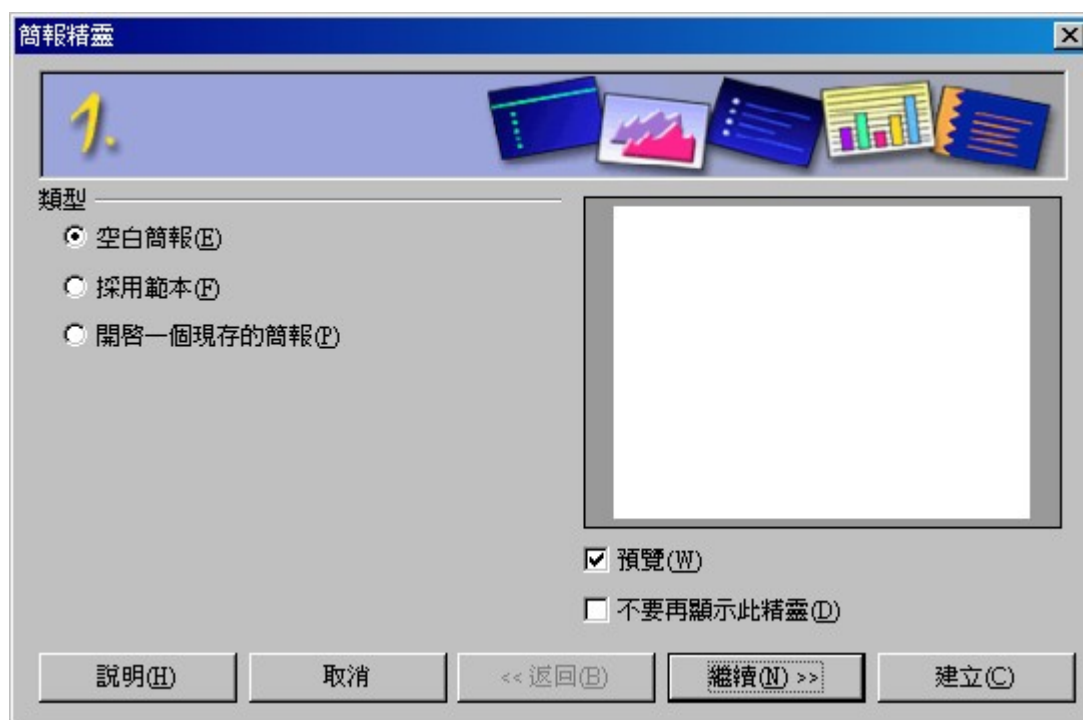 簡報精靈
1.
類型
空白簡報(E)
採用範本(F)
開啓一個現存的簡報(P)
預覽(W)
不要再顯示此精靈(D)
說明(H) 取消 << 返回(B) 繼續(N) >> 建立(C)